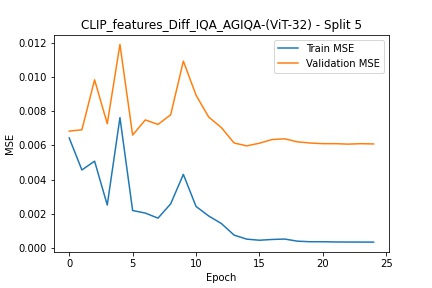 CLIP_features_Diff_IQA_AGIQA-(ViT-32) - Split 5
Train MSE
Validation MSE
MSE
0.012
0.010
0.008
0.006
0.004
0.002
0.000
0 5 10 15 20 25
Epoch